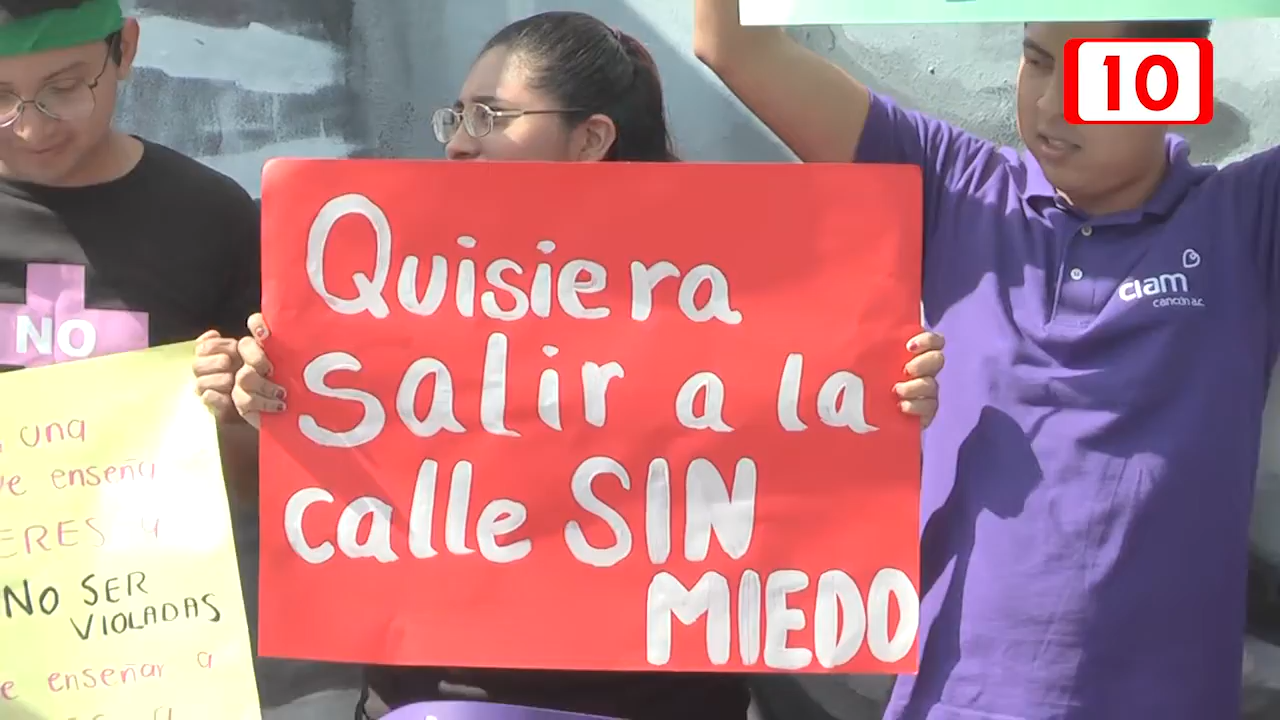 10
Quisiera
salir a la
calle SIN
MIEDO
ciam
cancún a.c.
NO
una
enseña
Y
NO SER
VIOLADAS
enseñar a